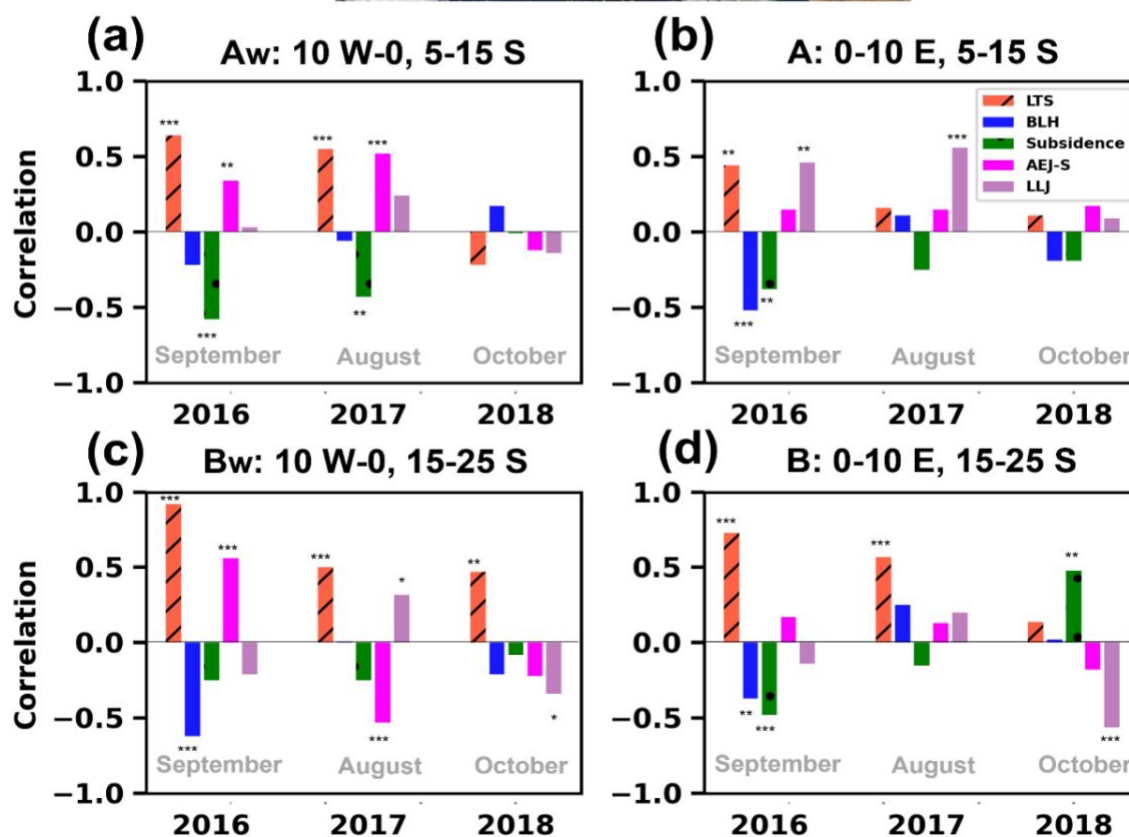 (a) Aw: 10 W-0, 5-15 S
1.0
0.5
0.0
−0.5
−1.0
Correlation
***
**
***
***
***
**
September
August
October
2016
2017
2018
(b) A: 0-10 E, 5-15 S
1.0
0.5
0.0
−0.5
−1.0
LTS
BLH
Subsidence
AEJ-S
LLJ
**
**
***
***
**
September
August
October
2016
2017
2018
(c) Bw: 10 W-0, 15-25 S
1.0
0.5
0.0
−0.5
−1.0
Correlation
***
***
***
***
*
***
**
*
September
August
October
2016
2017
2018
(d) B: 0-10 E, 15-25 S
1.0
0.5
0.0
−0.5
−1.0
***
***
**
**
***
***
September
August
October
2016
2017
2018